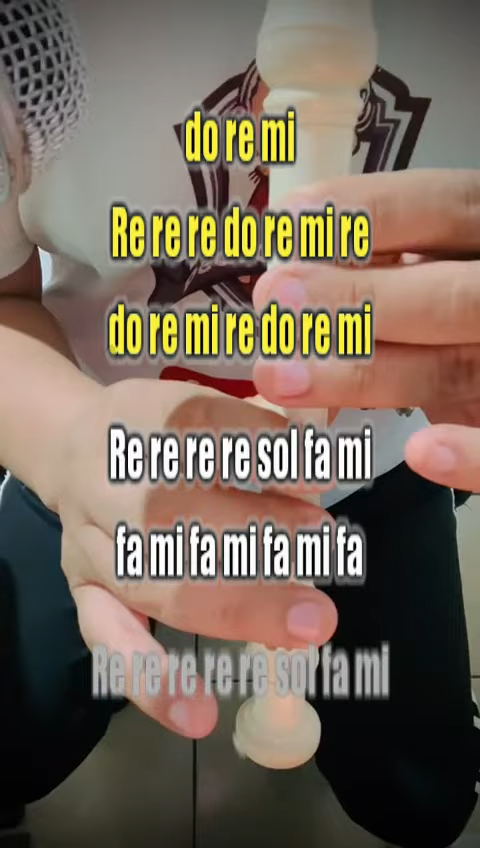 do re mi
Re re re do re mi re
do re mi re do re mi
Re re re re sol fa mi
fa mi fa mi fa mi fa
Re re re re re sol fa mi